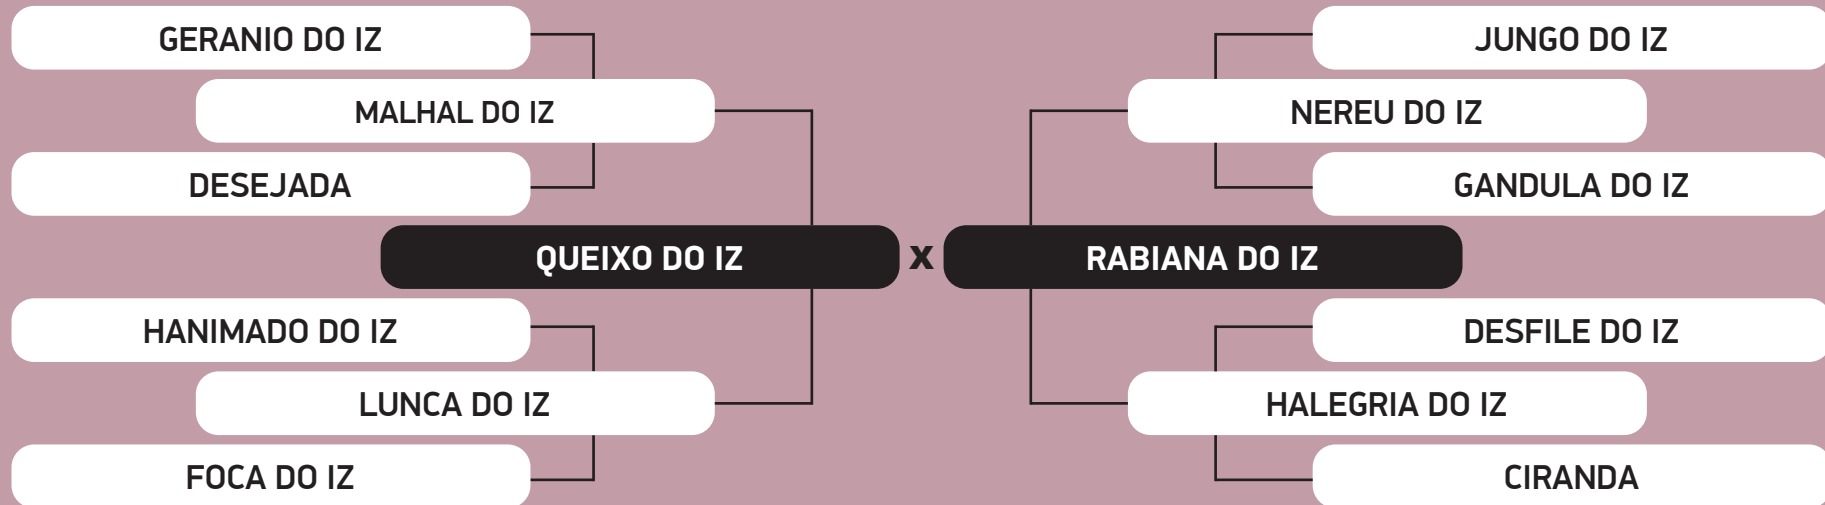 GERANIO DO IZ
JUNGO DO IZ
MALHAL DO IZ
NEREU DO IZ
DESEJADA
GANDULA DO IZ
QUEIXO DO IZ X RABIANA DO IZ
HANIMADO DO IZ
DESFILE DO IZ
LUNCA DO IZ
HALEGRIA DO IZ
FOCA DO IZ
CIRANDA